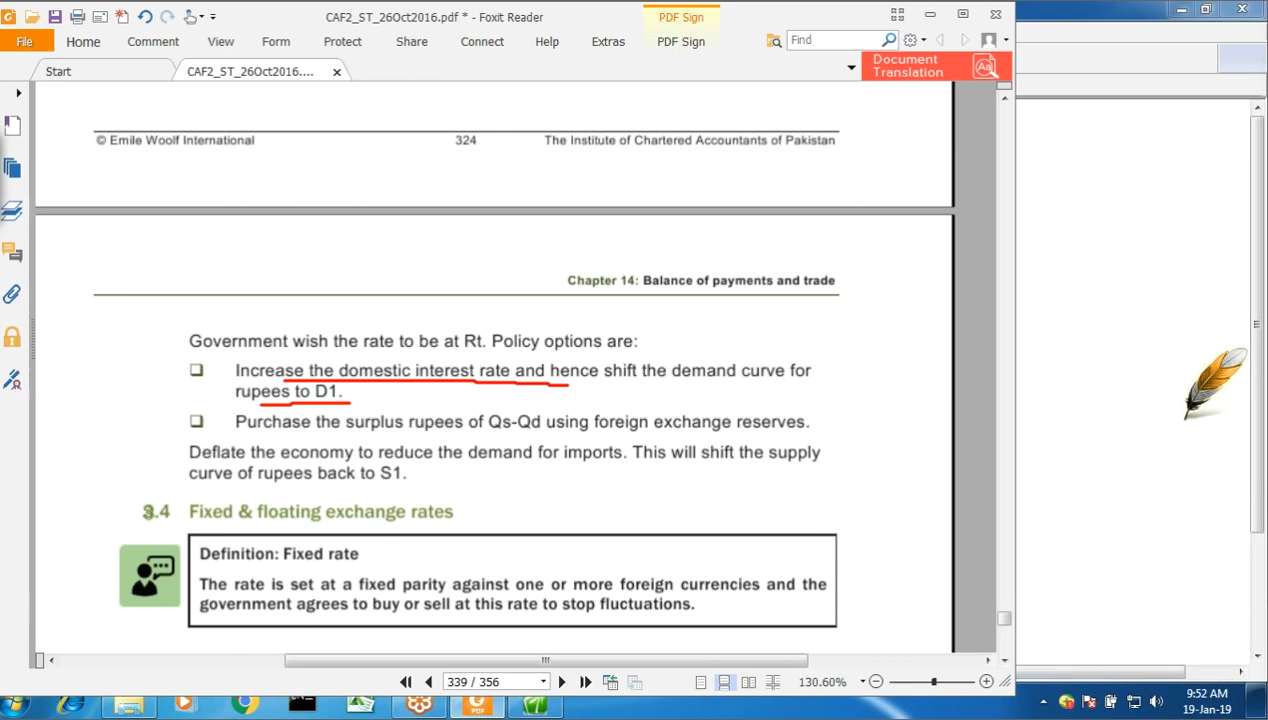 CAF2_ST_26Oct2016.pdf * - Foxit Reader
PDF Sign
File
Home
Comment
View
Form
Protect
Share
Connect
Help
Extras
PDF Sign
Find
Start
CAF2_ST_26Oct2016....
Document
Translation
© Emile Woolf International
324
The Institute of Chartered Accountants of Pakistan
Chapter 14: Balance of payments and trade
Government wish the rate to be at Rt. Policy options are:
Increase the domestic interest rate and hence shift the demand curve for
rupees to D1.
Purchase the surplus rupees of Qs-Qd using foreign exchange reserves.
Deflate the economy to reduce the demand for imports. This will shift the supply
curve of rupees back to S1.
3.4 Fixed & floating exchange rates
Definition: Fixed rate
The rate is set at a fixed parity against one or more foreign currencies and the
government agrees to buy or sell at this rate to stop fluctuations.
339 / 356
130.60%
9:52 AM
19-Jan-19